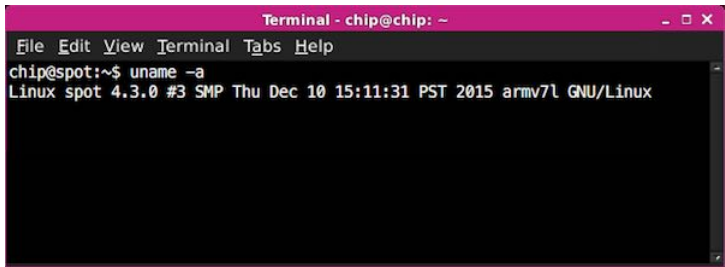 Terminal - chip@chip: ~
File Edit View Terminal Tabs Help
chip@spot:~$ uname -a
Linux spot 4.3.0 #3 SMP Thu Dec 10 15:11:31 PST 2015 armv7l GNU/Linux